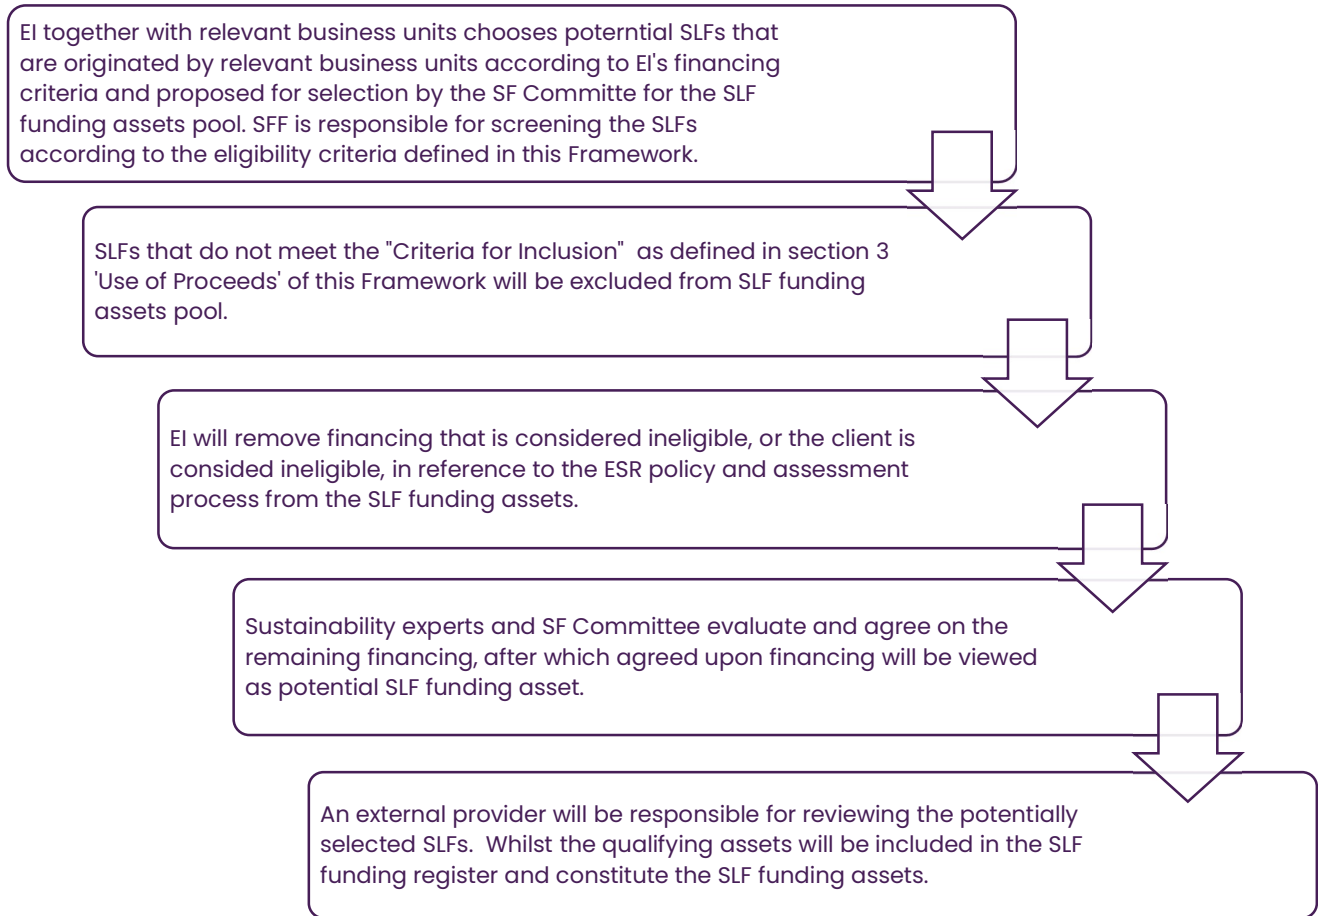 EI together with relevant business units chooses poterntial SLFs that
are originated by relevant business units according to EI's financing
criteria and proposed for selection by the SF Committe for the SLF
funding assets pool. SFF is responsible for screening the SLFs
according to the eligibility criteria defined in this Framework.
SLFs that do not meet the "Criteria for Inclusion"  as defined in section 3
'Use of Proceeds' of this Framework will be excluded from SLF funding
assets pool.
EI will remove financing that is considered ineligible, or the client is
consided ineligible, in reference to the ESR policy and assessment
process from the SLF funding assets.
Sustainability experts and SF Committee evaluate and agree on the
remaining financing, after which agreed upon financing will be viewed
as potential SLF funding asset.
An external provider will be responsible for reviewing the potentially
selected SLFs.  Whilst the qualifying assets will be included in the SLF
funding register and constitute the SLF funding assets.